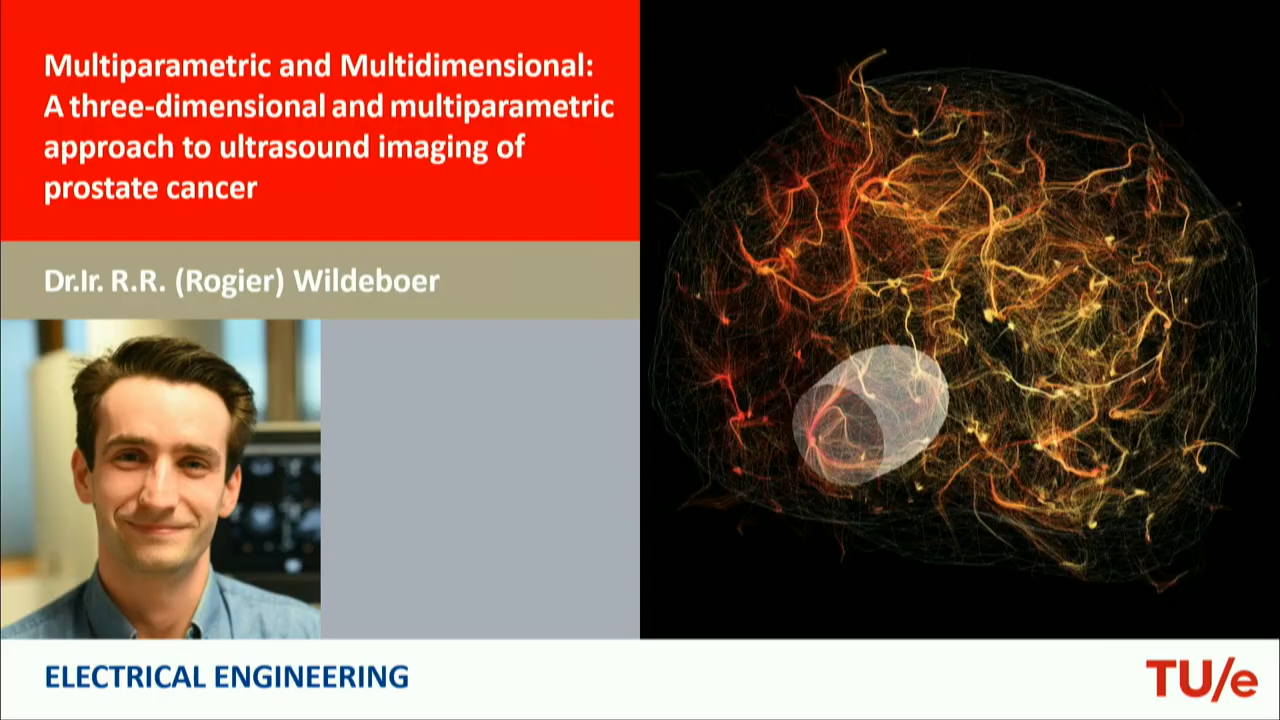 Multiparametric and Multidimensional:
A three-dimensional and multiparametric
approach to ultrasound imaging of
prostate cancer
Dr.Ir. R.R. (Rogier) Wildeboer
ELECTRICAL ENGINEERING
TU/e